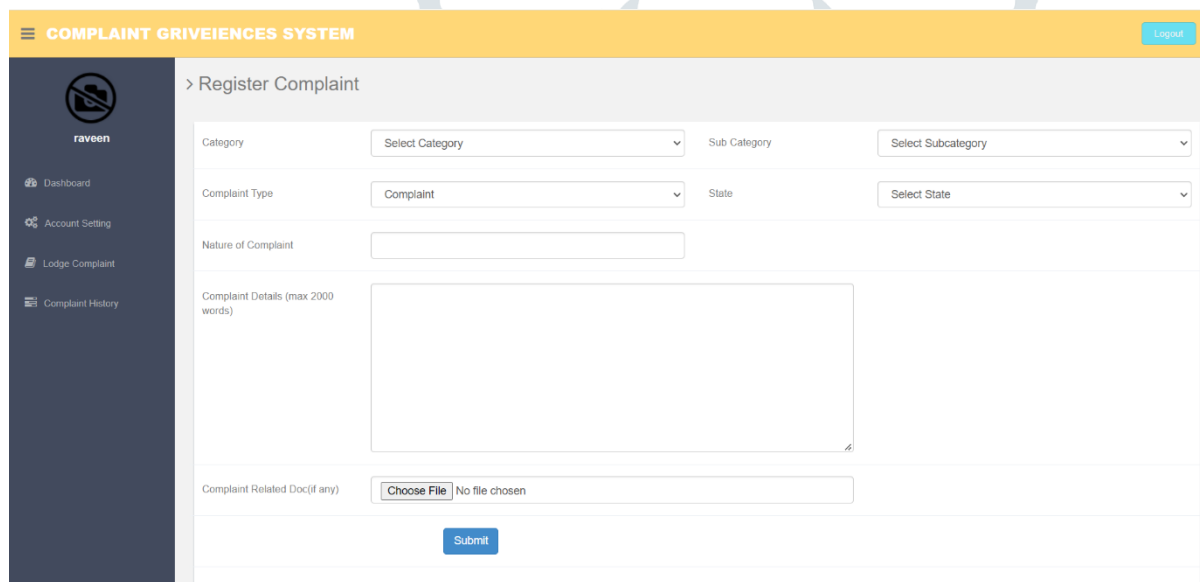 COMPLAINT GRIVEIENCES SYSTEM
Logout
raveen
Dashboard
Account Setting
Lodge Complaint
Complaint History
> Register Complaint
Category
Select Category
Sub Category
Select Subcategory
Complaint Type
Complaint
State
Select State
Nature of Complaint
Complaint Details (max 2000
words)
Complaint Related Doc(if any)
Choose File No file chosen
Submit